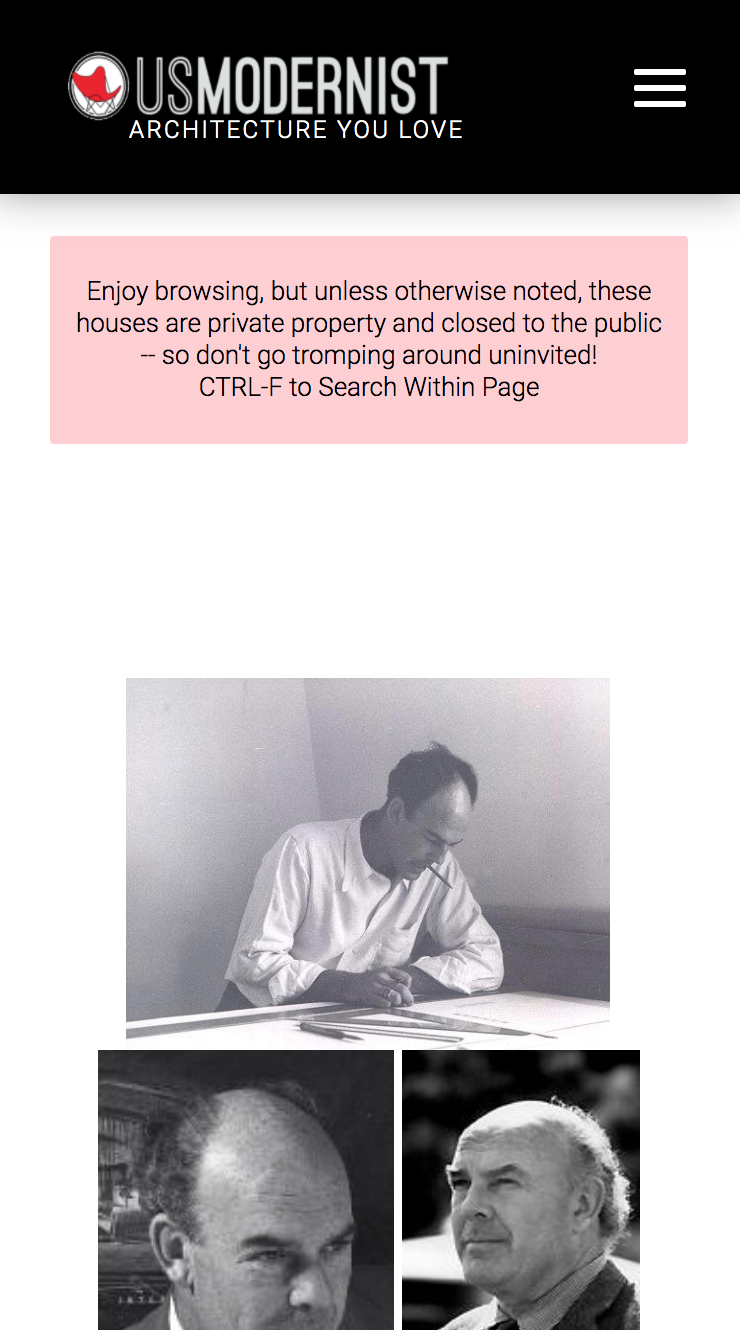 USMODERNIST
ARCHITECTURE YOU LOVE
Enjoy browsing, but unless otherwise noted, these
houses are private property and closed to the public
-- so don't go tromping around uninvited!
CTRL-F to Search Within Page